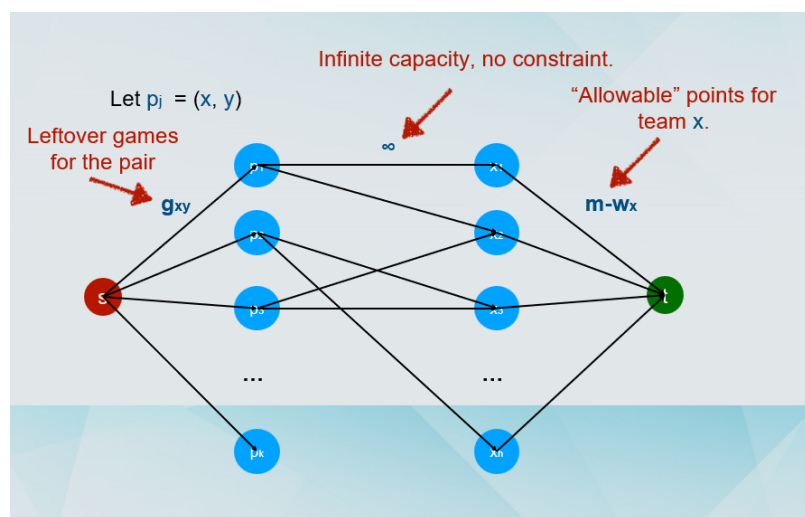 Infinite capacity, no constraint.
Let pj = (x, y)
“Allowable” points for
team x.
Leftover games
for the pair
p1
∞
x1
gxy
m-wx
p2
x2
s
p3
x3
t
...
...
pk
xn